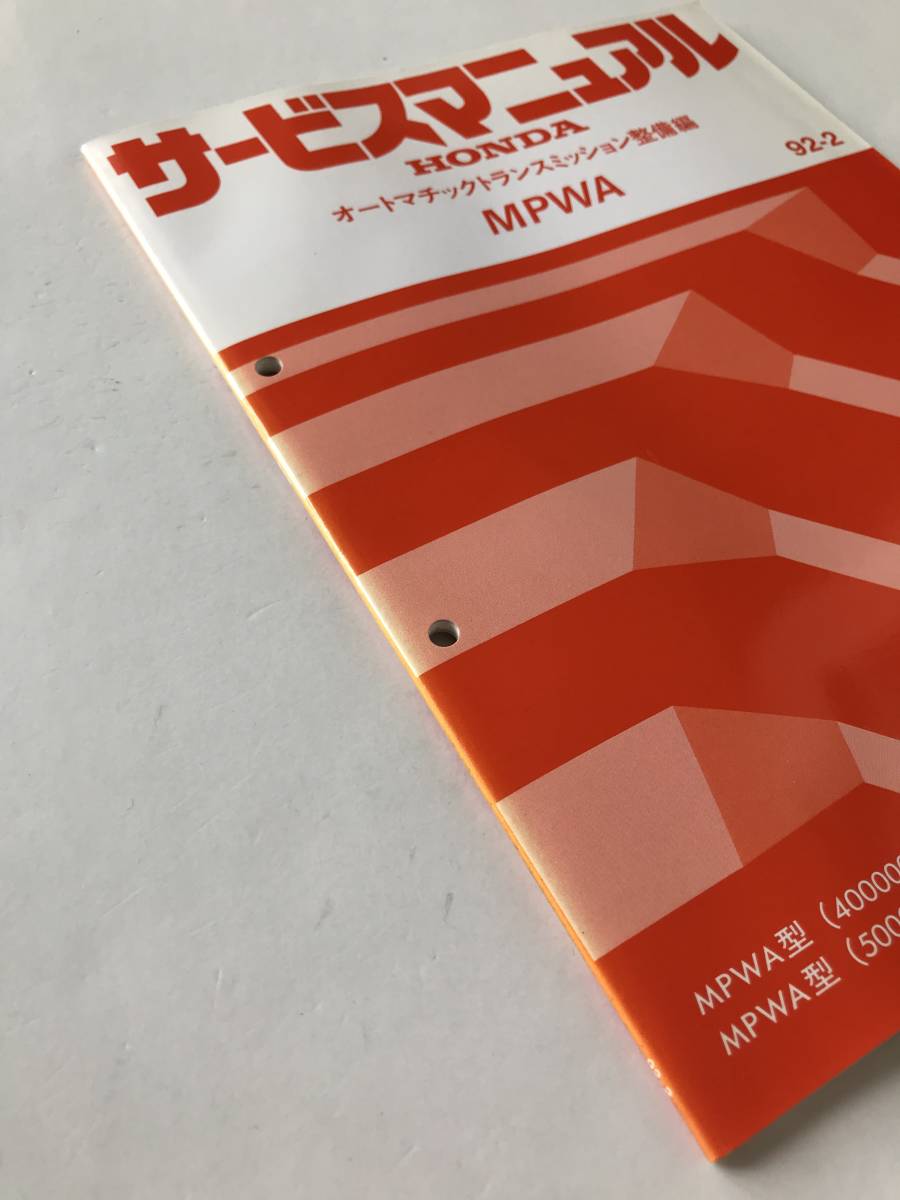 サービスマニュアル
HONDA
オートマチックトランスミッション整備編
92-2
MPWA
MPWA型 (400000
MPWA型 (500